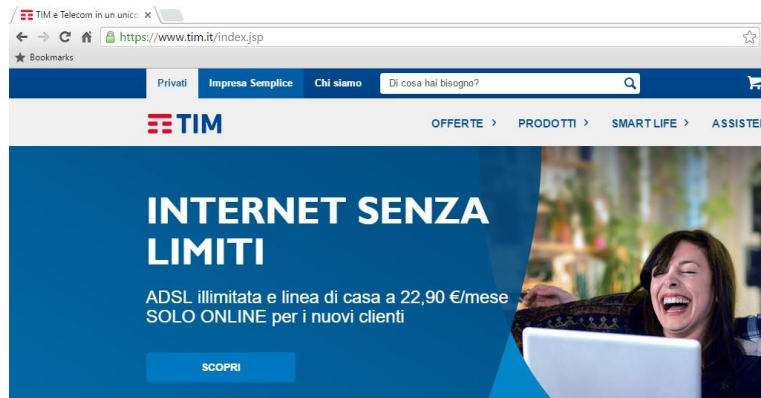 TIM e Telecom in un unico
https://www.tim.it/index.jsp
Bookmarks
Privati Impresa Semplice Chi siamo Di cosa hai bisogno?
TIM OFFERTE PRODOTTI SMART LIFE ASSISTE
INTERNET SENZA
LIMITI
ADSL illimitata e linea di casa a 22,90 €/mese
SOLO ONLINE per i nuovi clienti
SCOPRI